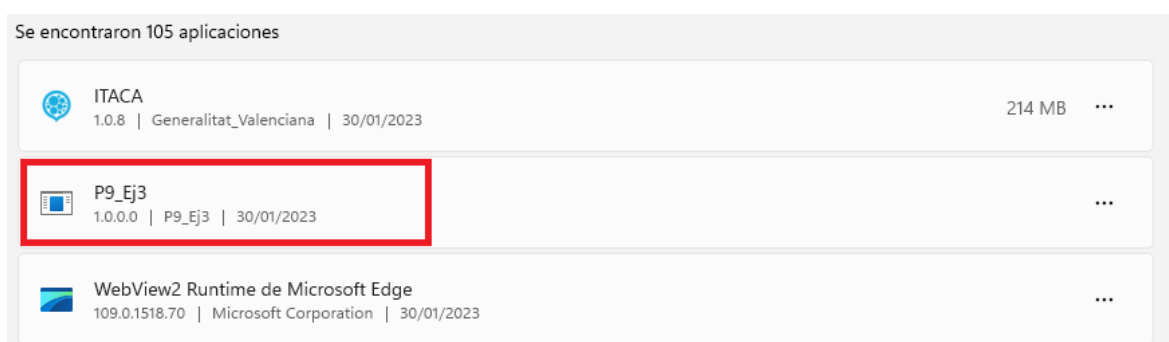 Se encontraron 105 aplicaciones
ITACA
1.0.8 | Generalitat_Valenciana | 30/01/2023
214 MB
P9_Ej3
1.0.0.0 | P9_Ej3 | 30/01/2023
WebView2 Runtime de Microsoft Edge
109.0.1518.70 | Microsoft Corporation | 30/01/2023